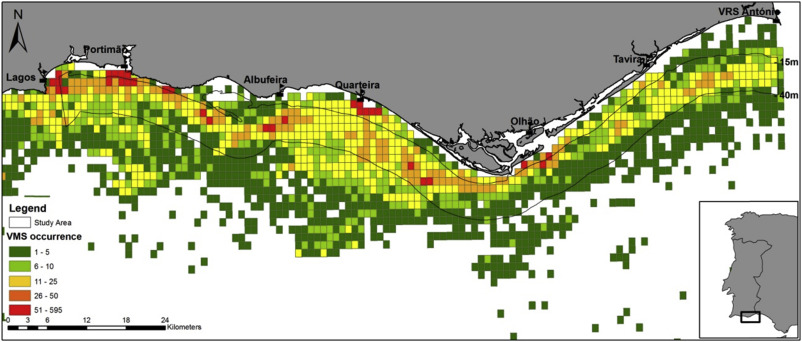 N
VRS António
Portimão
Tavira
Lagos
Albufeira
Quarteira
15m
40m
Olhão
Legend
Study Area
VMS occurrence
1 - 5
6 - 10
11 - 25
26 - 50
51 - 595
0 3 6 12 18 24
Kilometers